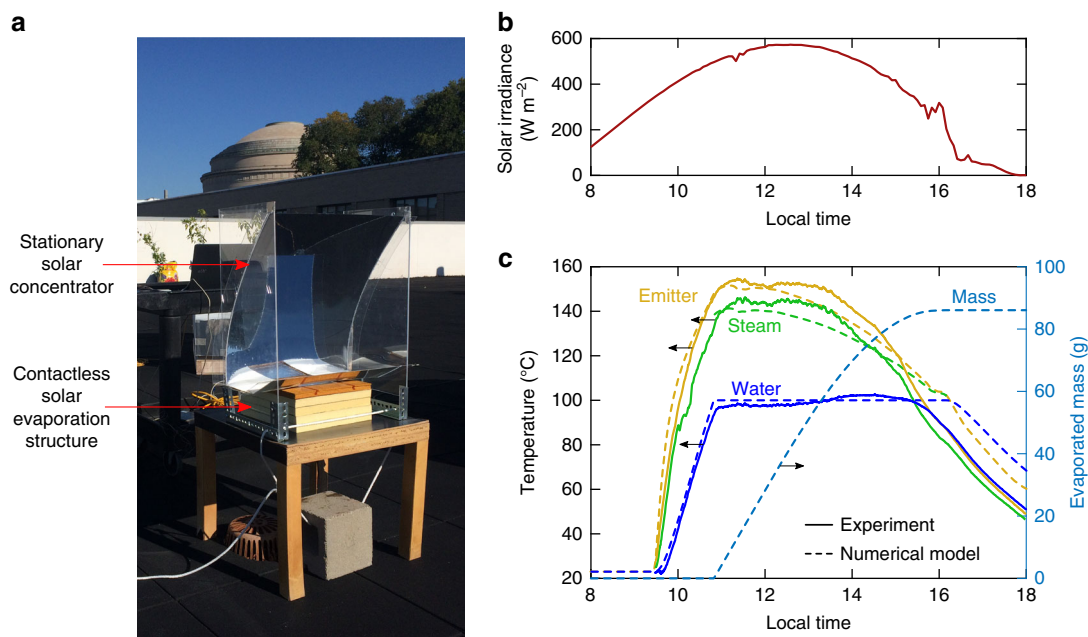 a
Stationary
solar
concentrator
Contactless
solar
evaporation
structure
b
Solar irradiance
(W m⁻²)
600
400
200
0
8 10 12 14 16 18
Local time
c
Temperature (°C)
160
140
120
100
80
60
40
20
Emitter
Steam
Water
Mass
Experiment
Numerical model
100
80
60
40
20
0
Evaporated mass (g)
8 10 12 14 16 18
Local time